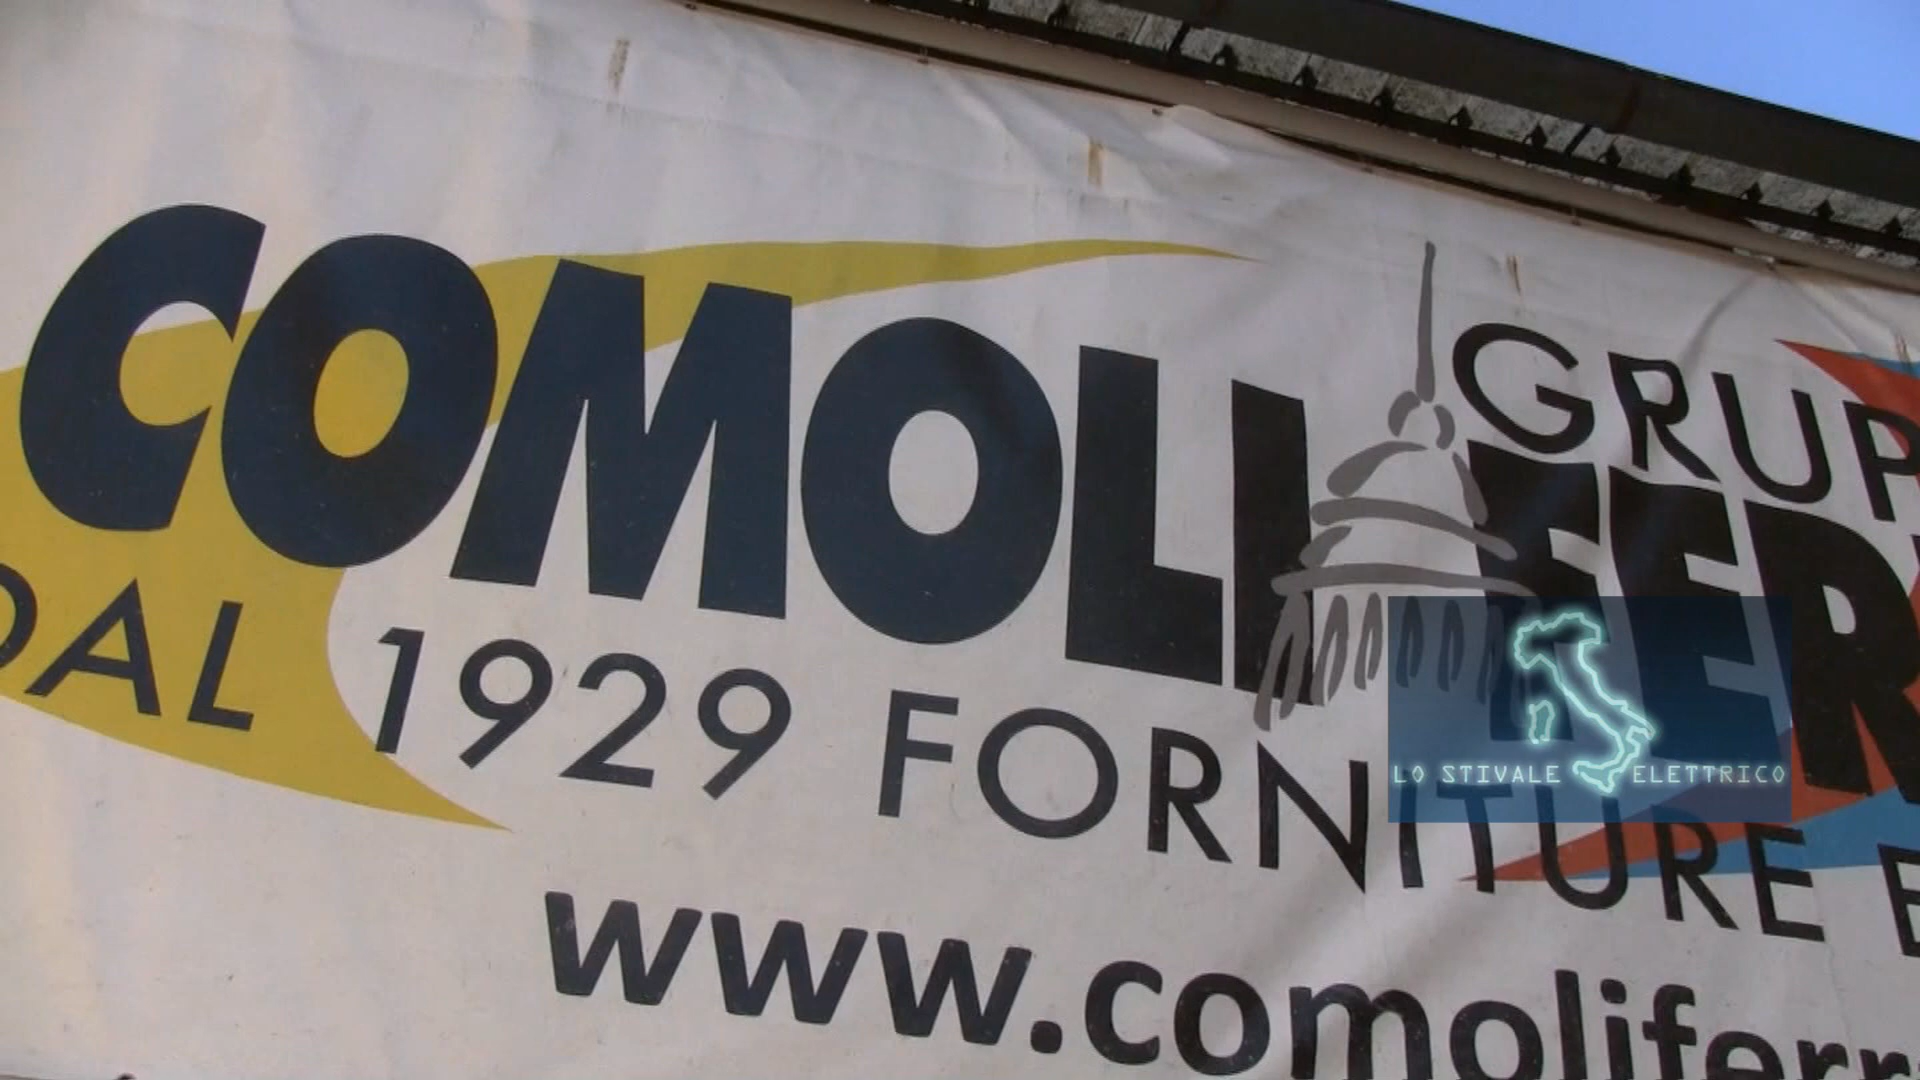 GRUP
COMOLI FER
DAL 1929 FORNITURE E
www.comoliferr
LO STIVALE ELETTRICO